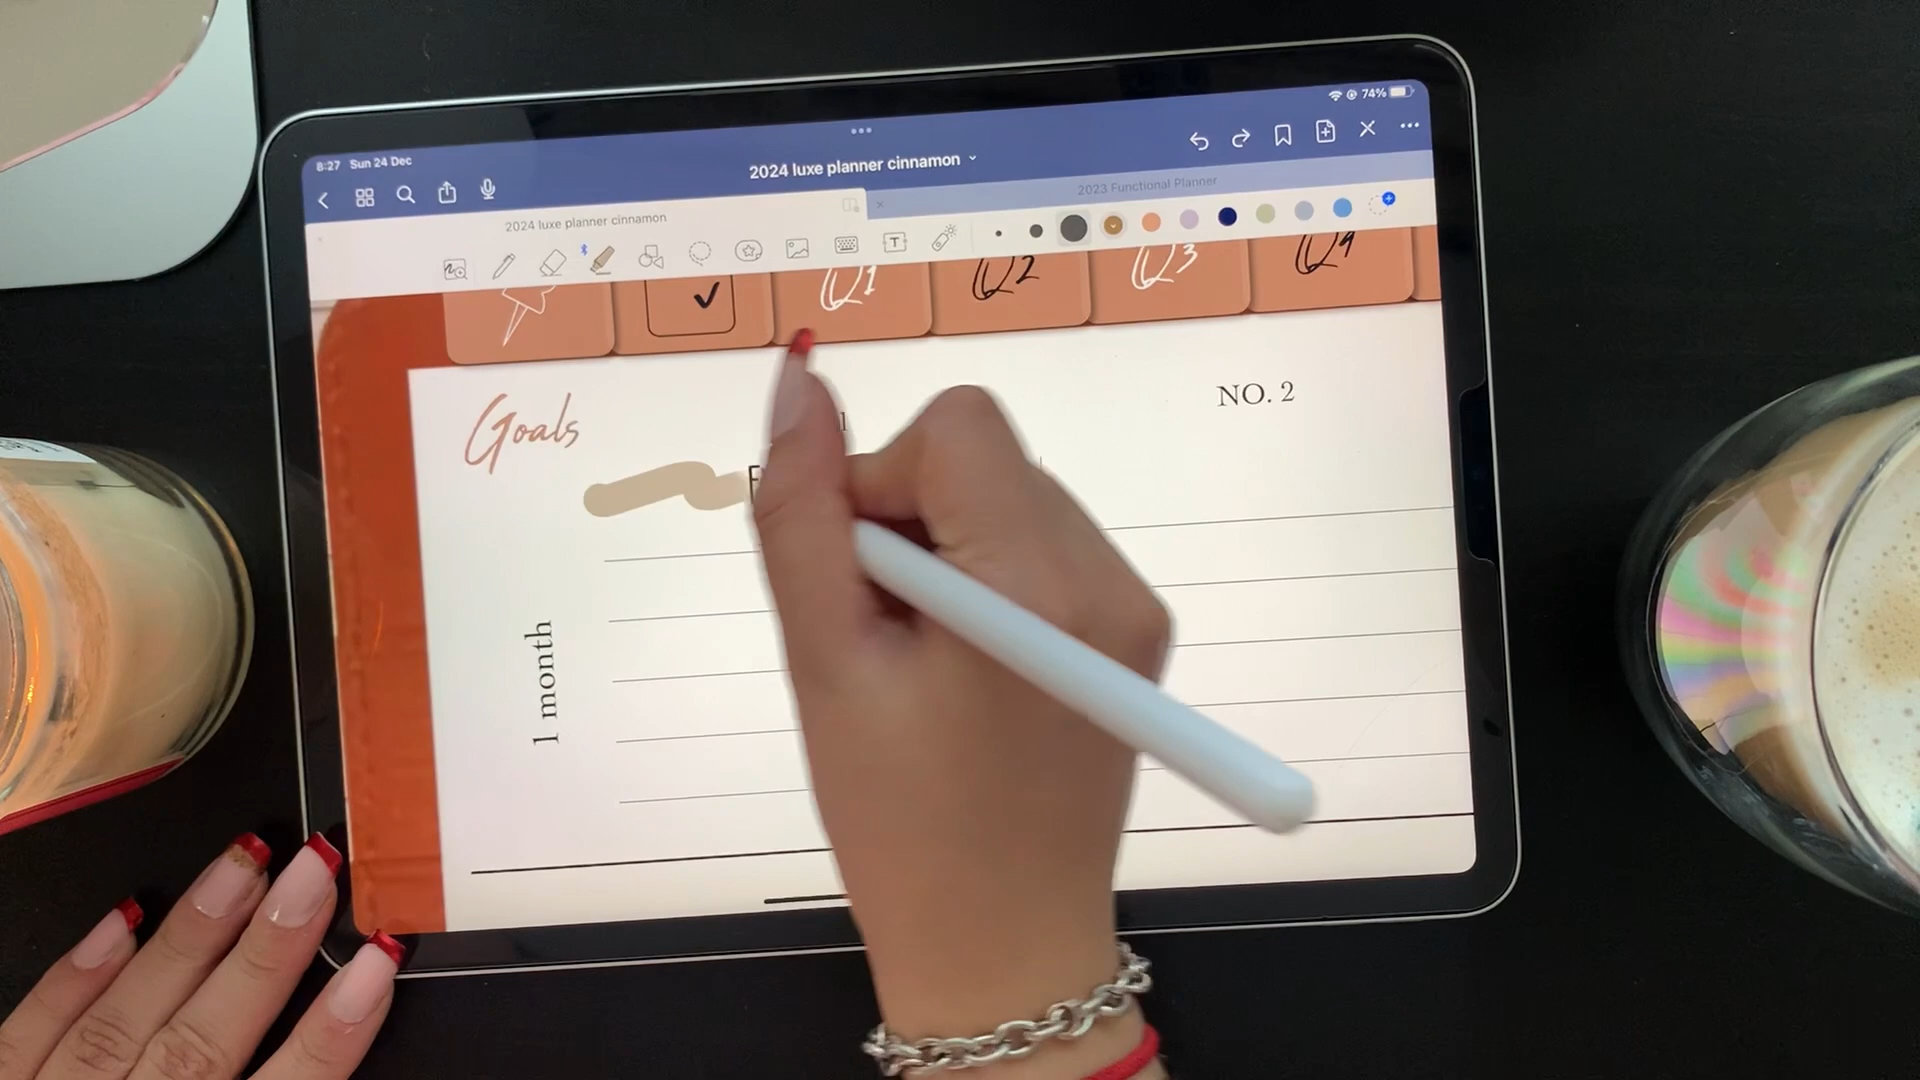 8:27 Sun 24 Dec
74%
2024 luxe planner cinnamon
2024 luxe planner cinnamon
2023 Functional Planner
Q1 Q2 Q3 Q4
Goals
NO. 2
1 month